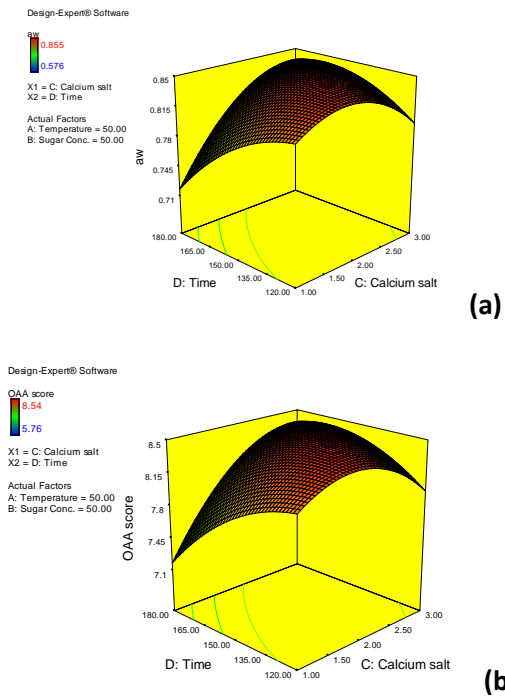 Design-Expert® Software
aw
0.855
0.576
X1 = C: Calcium salt
X2 = D: Time
Actual Factors
A: Temperature = 50.00
B: Sugar Conc. = 50.00
0.85
0.815
0.78
0.745
0.71
aw
180.00
165.00
150.00
135.00
120.00
D: Time
1.00
1.50
2.00
2.50
3.00
C: Calcium salt
(a)
Design-Expert® Software
OAA score
8.54
5.76
X1 = C: Calcium salt
X2 = D: Time
Actual Factors
A: Temperature = 50.00
B: Sugar Conc. = 50.00
8.5
8.15
7.8
7.45
7.1
OAA score
180.00
165.00
150.00
135.00
120.00
D: Time
1.00
1.50
2.00
2.50
3.00
C: Calcium salt
(b